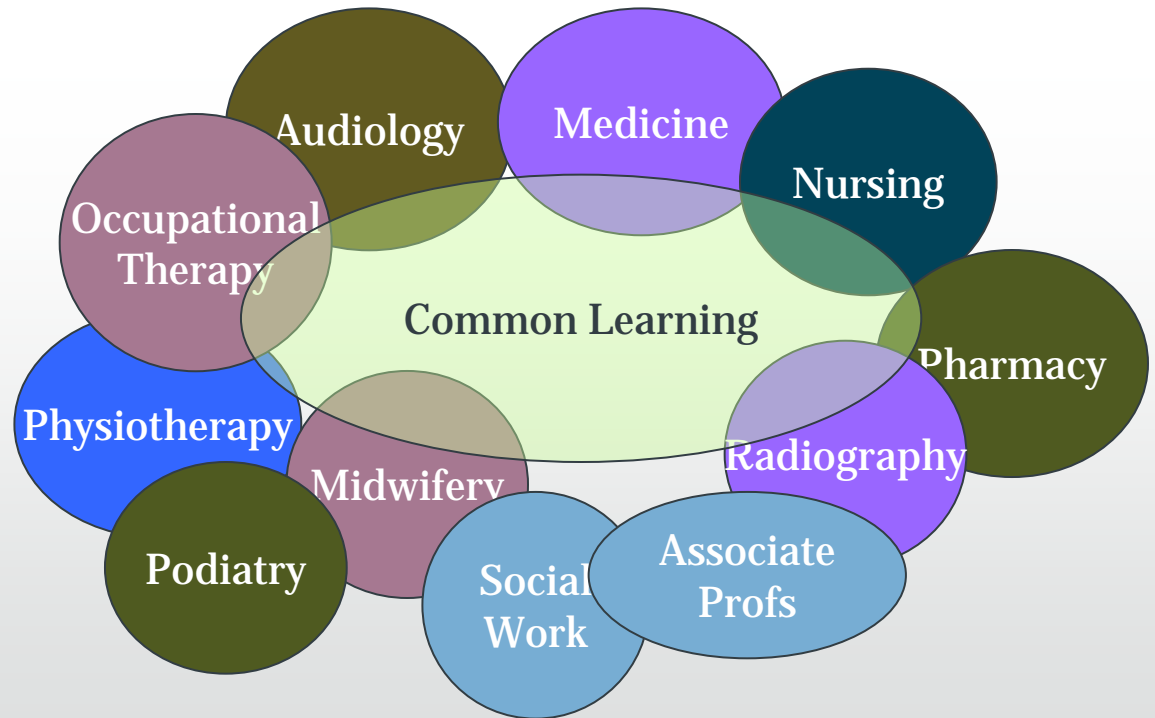 Audiology
Medicine
Nursing
Occupational
Therapy
Common Learning
Pharmacy
Physiotherapy
Midwifery
Radiography
Podiatry
Social
Work
Associate
Profs